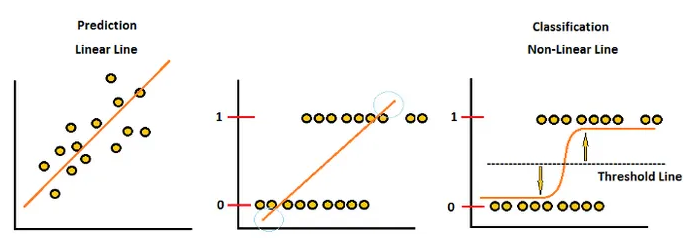 Prediction
Linear Line
1
0
Classification
Non-Linear Line
1
Threshold Line
0